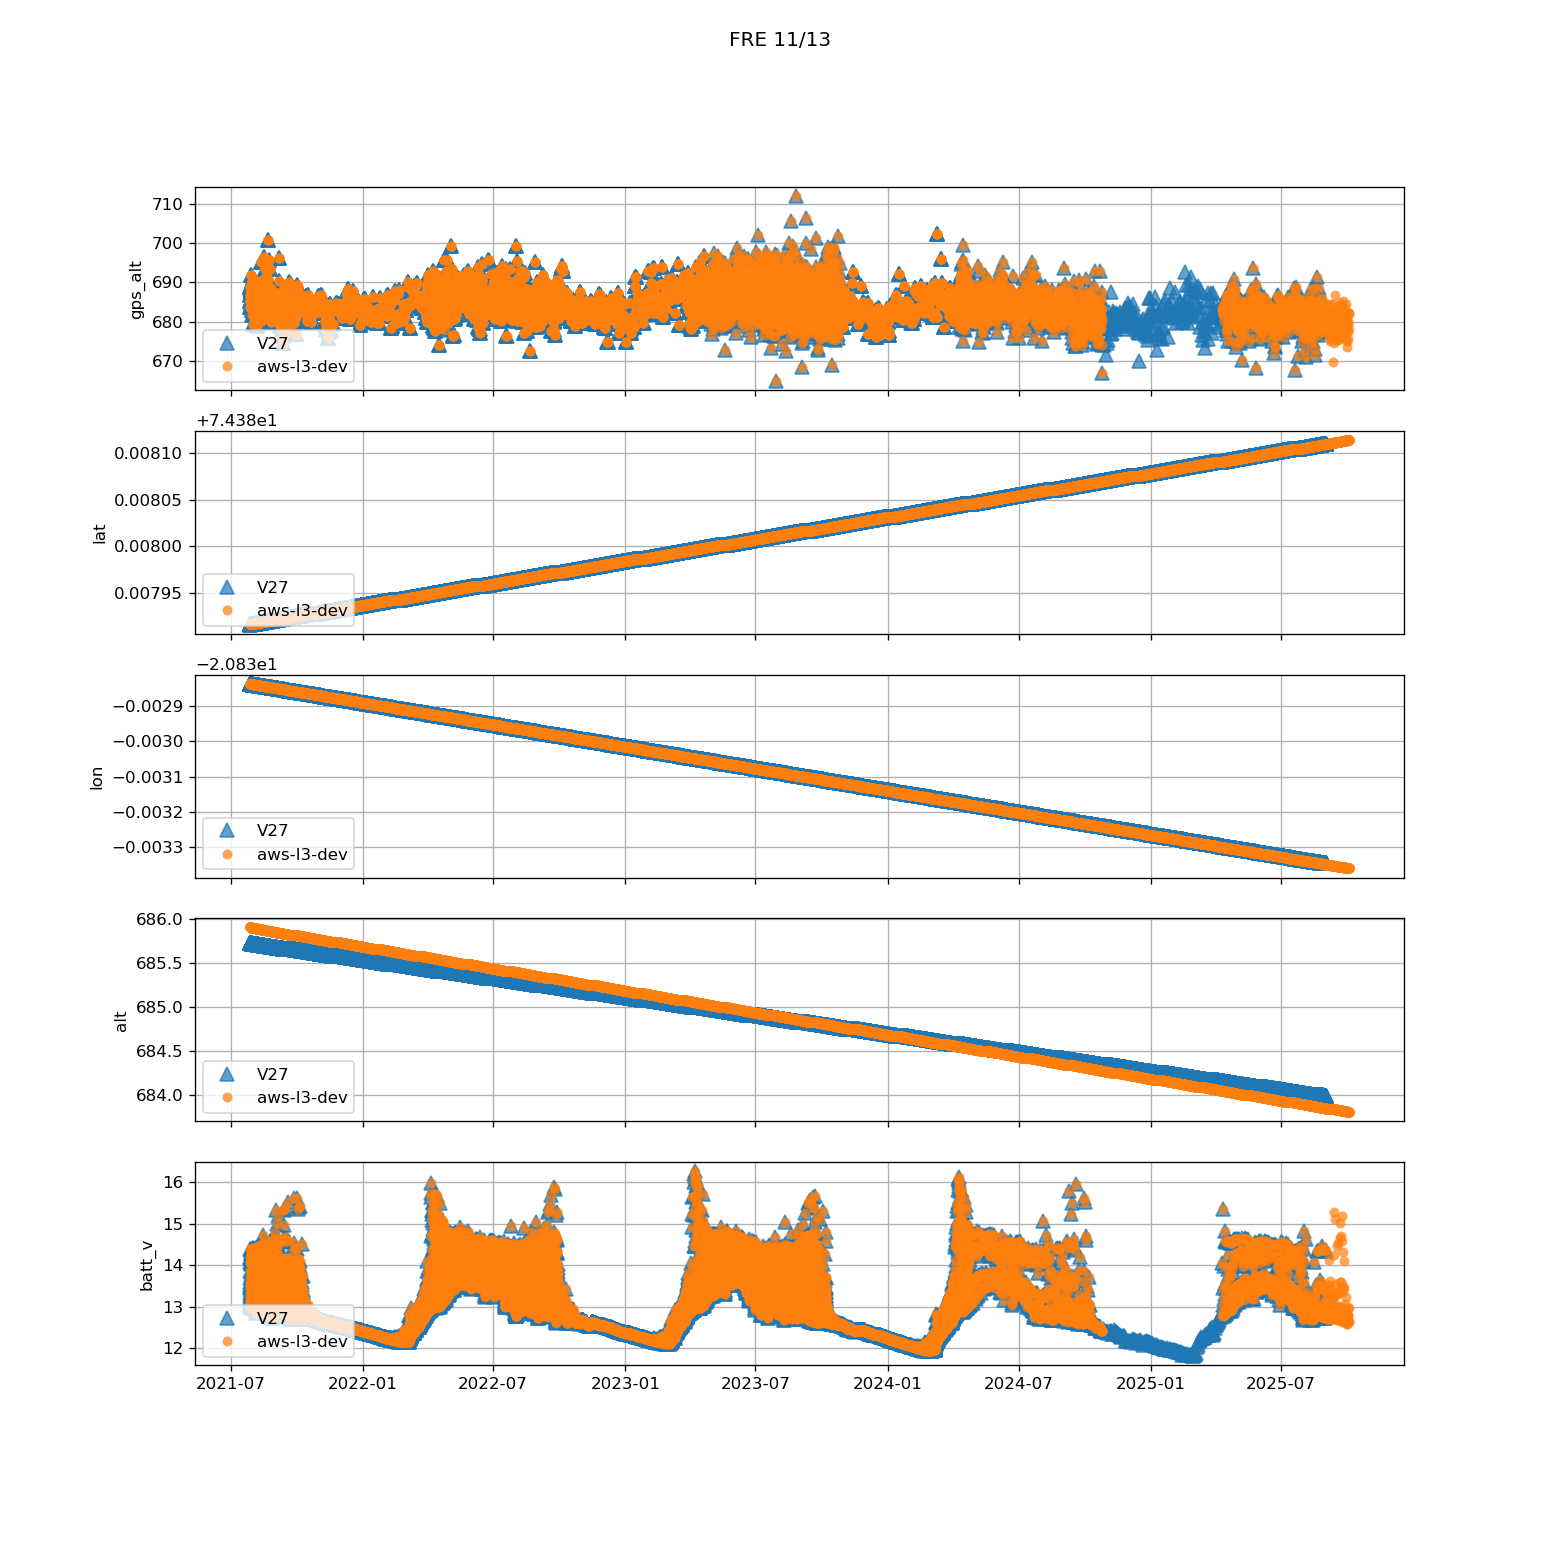 FRE 11/13
710
700
690
680
670
gps_alt
V27
aws-l3-dev
+7.438e1
0.00810
0.00805
0.00800
0.00795
lat
V27
aws-l3-dev
−2.083e1
−0.0029
−0.0030
−0.0031
−0.0032
−0.0033
lon
V27
aws-l3-dev
686.0
685.5
685.0
684.5
684.0
alt
V27
aws-l3-dev
16
15
14
13
12
batt_v
V27
aws-l3-dev
2021-07 2022-01 2022-07 2023-01 2023-07 2024-01 2024-07 2025-01 2025-07